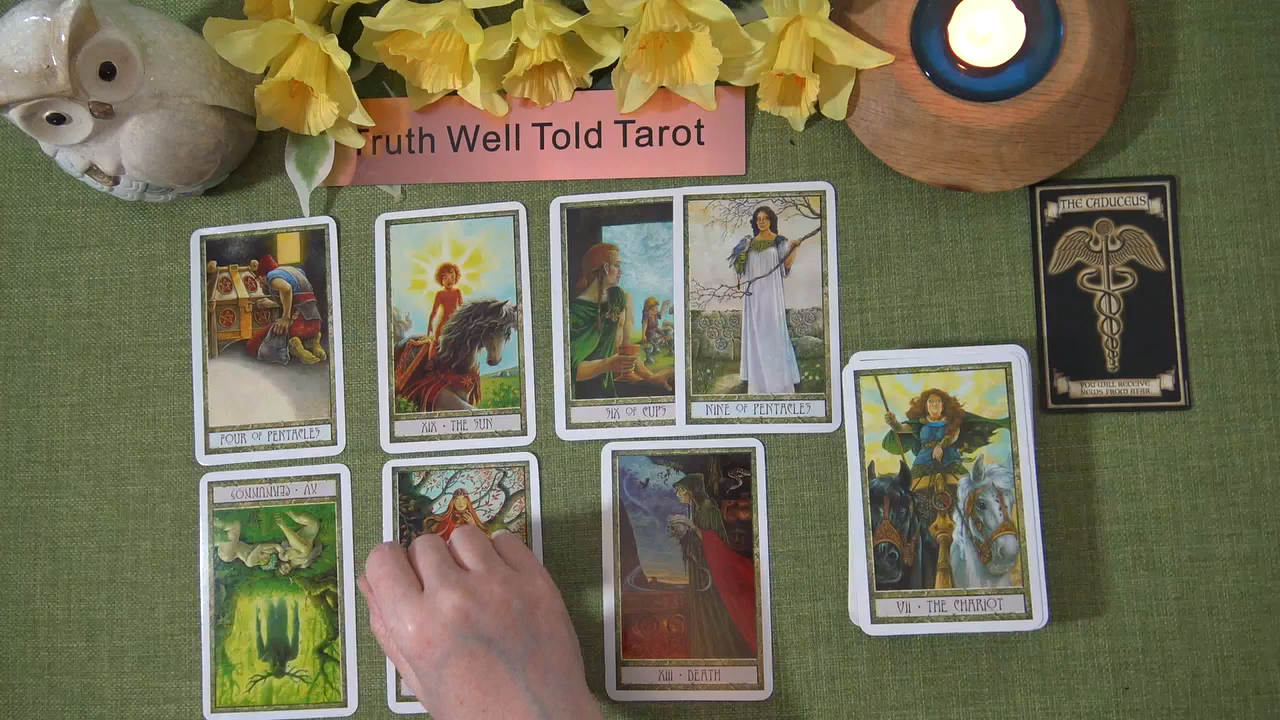 Truth Well Told Tarot
THE CADUCEUS
YOU WILL RECEIVE
NEWS FROM AFAR
FOUR OF PENTACLES
XIX · THE SUN
SIX OF CUPS
NINE OF PENTACLES
XV · CERNUNNOS
XIII · DEATH
VII · THE CHARIOT